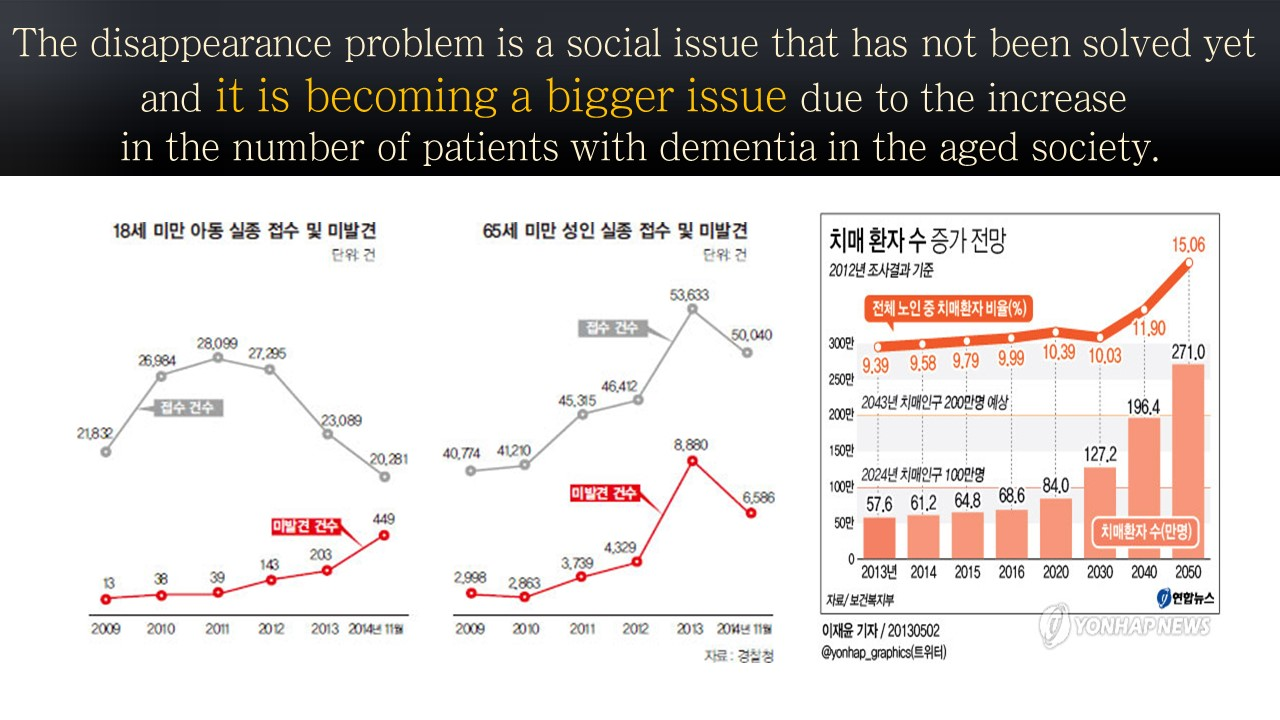 The disappearance problem is a social issue that has not been solved yet
and it is becoming a bigger issue due to the increase
in the number of patients with dementia in the aged society.
18세 미만 아동 실종 접수 및 미발견
단위: 건
21,832
26,984
28,099
27,295
23,089
20,281
접수 건수
미발견 건수
13
38
39
143
203
449
2009 2010 2011 2012 2013 2014년 11월
65세 미만 성인 실종 접수 및 미발견
단위: 건
40,774
41,210
45,315
46,412
53,633
50,040
접수 건수
미발견 건수
2,998
2,863
3,739
4,329
8,880
6,586
2009 2010 2011 2012 2013 2014년 11월
자료: 경찰청
치매 환자 수 증가 전망
2012년 조사결과 기준
전체 노인 중 치매환자 비율(%)
9.39
9.58
9.79
9.99
10.39
10.03
11.90
15.06
300만
250만
200만
150만
100만
50만
0
2043년 치매인구 200만명 예상
2024년 치매인구 100만명
57.6
61.2
64.8
68.6
84.0
127.2
196.4
271.0
치매환자 수(만명)
2013년 2014 2015 2016 2020 2030 2040 2050
자료/ 보건복지부
연합뉴스
YONHAP NEWS
이재윤 기자 / 20130502
@yonhap_graphics(트위터)